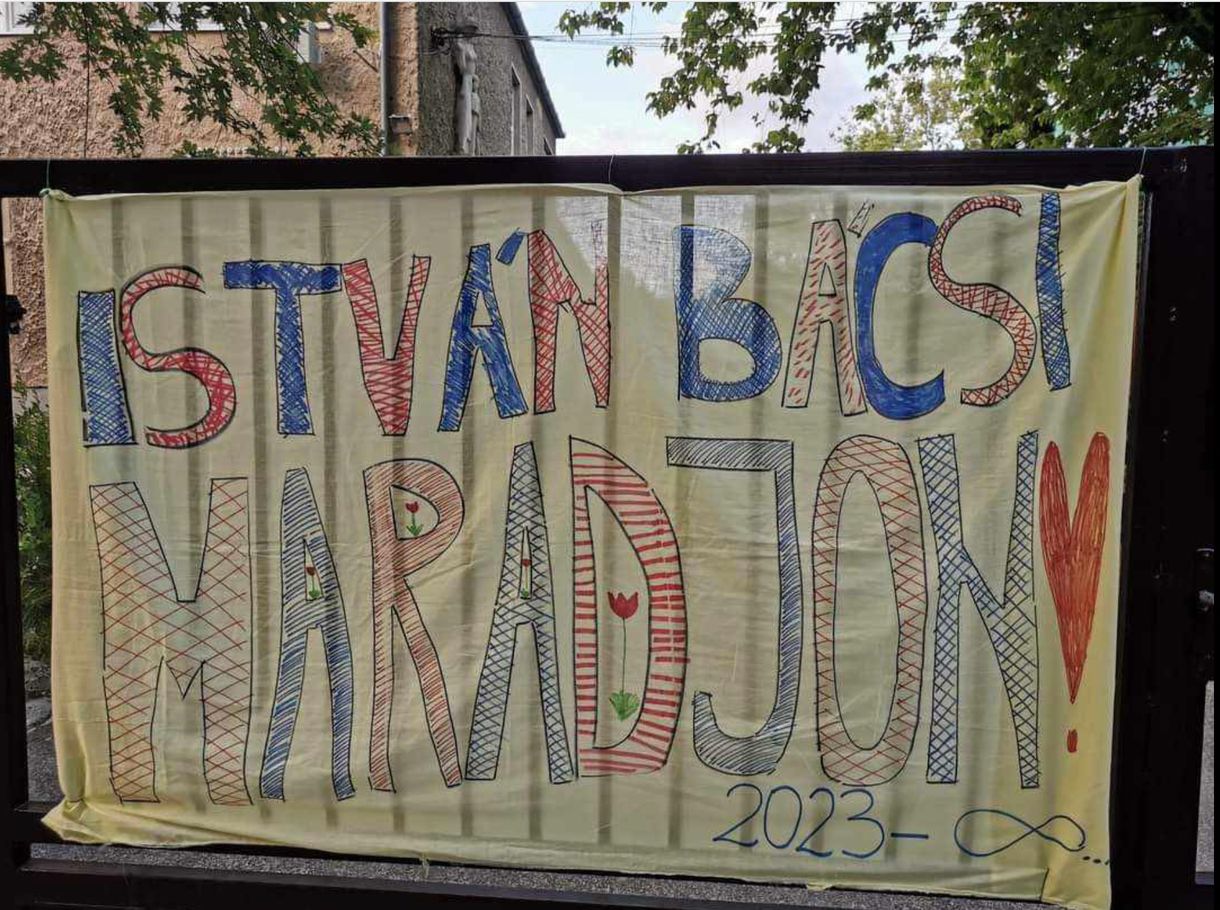 ISTVÁN BÁCSI
MARADJON!
2023-∞...